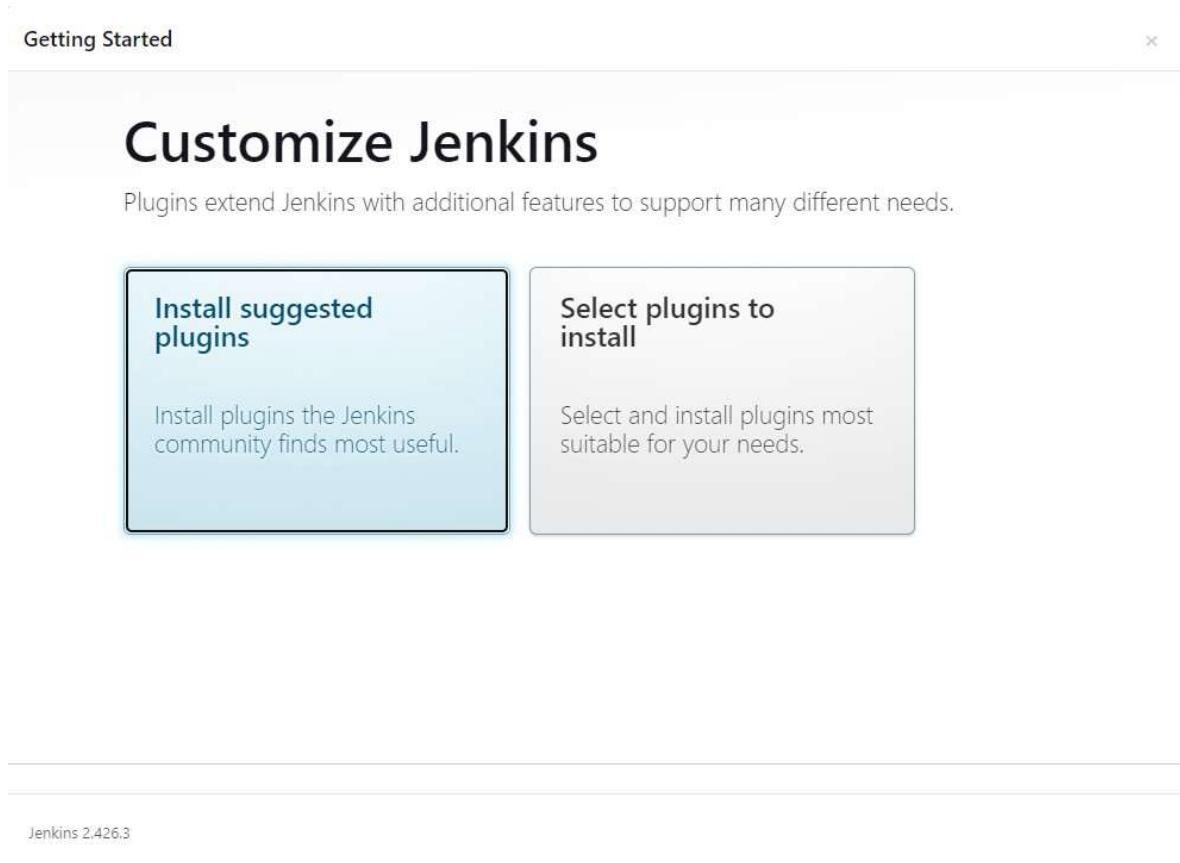 Getting Started
×
Customize Jenkins
Plugins extend Jenkins with additional features to support many different needs.
Install suggested
plugins
Install plugins the Jenkins
community finds most useful.
Select plugins to
install
Select and install plugins most
suitable for your needs.
Jenkins 2.426.3